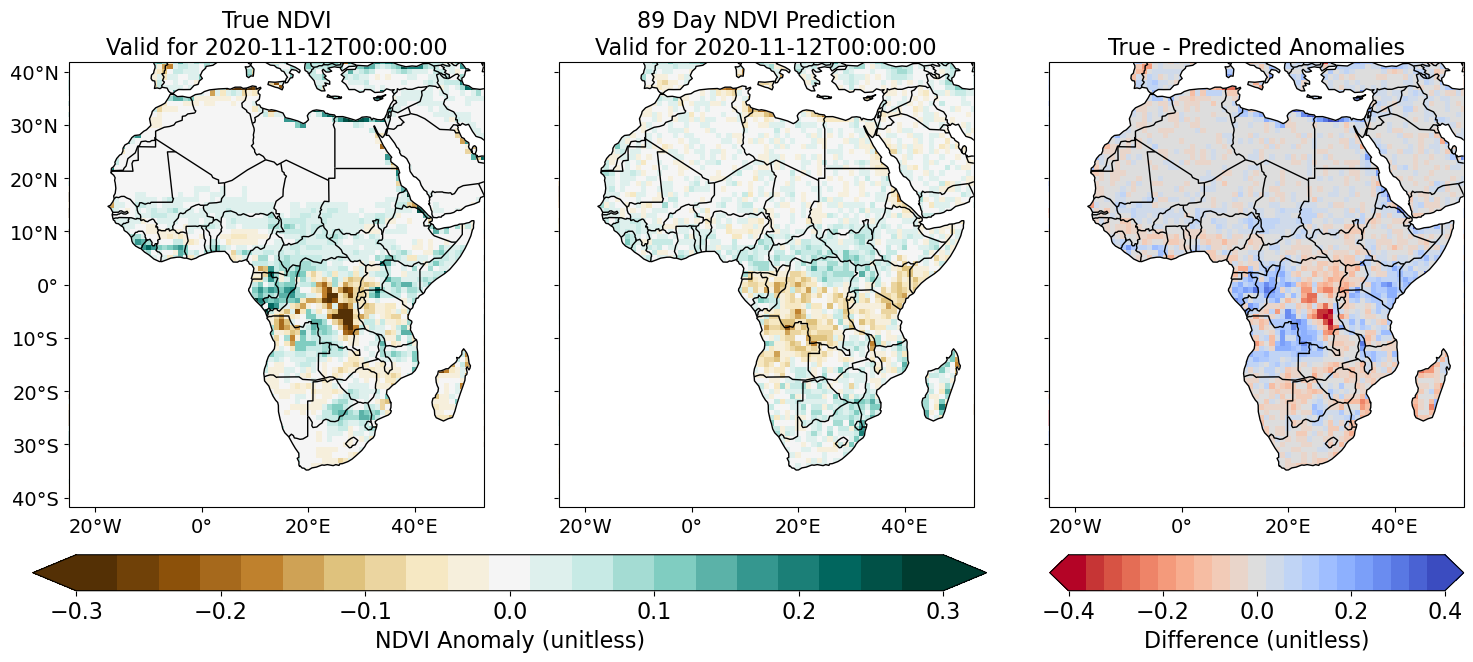 True NDVI
Valid for 2020-11-12T00:00:00
89 Day NDVI Prediction
Valid for 2020-11-12T00:00:00
True - Predicted Anomalies
40°N
30°N
20°N
10°N
0°
10°S
20°S
30°S
40°S
20°W 0° 20°E 40°E
20°W 0° 20°E 40°E
20°W 0° 20°E 40°E
−0.3 −0.2 −0.1 0.0 0.1 0.2 0.3
NDVI Anomaly (unitless)
−0.4 −0.2 0.0 0.2 0.4
Difference (unitless)